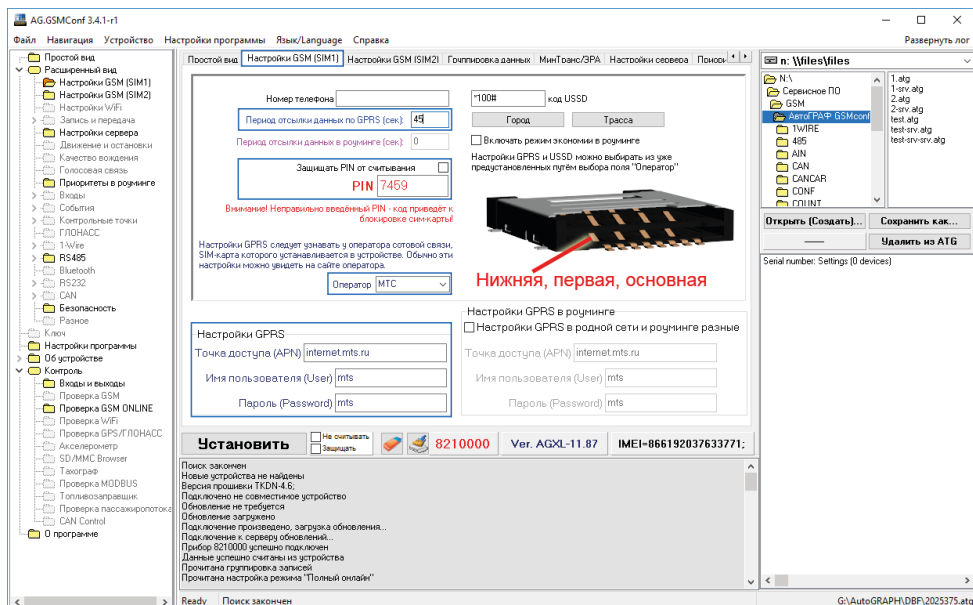 AG.GSMConf 3.4.1-r1
Файл Навигация Устройство Настройки программы Язык/Language Справка Развернуть лог
Простой вид
Расширенный вид
Настройки GSM (SIM1)
Настройки GSM (SIM2)
Настройки WiFi
Запись и передача
Настройки сервера
Движение и остановки
Качество вождения
Голосовая связь
Приоритеты в роуминге
Входы
События
Контрольные точки
ГЛОНАСС
1-Wire
RS485
Bluetooth
RS232
CAN
Безопасность
Разное
Ключ
Настройки программы
Об устройстве
Контроль
Входы и выходы
Проверка GSM
Проверка GSM ONLINE
Проверка WiFi
Проверка GPS/ГЛОНАСС
Акселерометр
SD/MMC Browser
Тахограф
Проверка MODBUS
Топливозаправщик
Проверка пассажиропотока
CAN Control
О программе
Простой вид Настройки GSM (SIM1) Настройки GSM (SIM2) Группировка данных МинТранс/ЭРА Настройки сервера Приори
Номер телефона
*100# код USSD
Период отсылки данных по GPRS (сек): 45
Город Трасса
Период отсылки данных в роуминге (сек): 0
Включать режим экономии в роуминге
Защищать PIN от считывания
PIN 7459
Настройки GPRS и USSD можно выбирать из уже
предустановленных путём выбора поля "Оператор"
Внимание! Неправильно введённый PIN - код приведёт к
блокировке сим-карты!
Настройки GPRS следует узнавать у оператора сотовой связи,
SIM-карта которого устанавливается в устройстве. Обычно эти
настройки можно увидеть на сайте оператора.
Оператор МТС
Нижняя, первая, основная
Настройки GPRS
Точка доступа (APN) internet.mts.ru
Имя пользователя (User) mts
Пароль (Password) mts
Настройки GPRS в роуминге
Настройки GPRS в родной сети и роуминге разные
Точка доступа (APN) internet.mts.ru
Имя пользователя (User) mts
Пароль (Password) mts
Установить
Не считывать
Защищать
8210000
Ver. AGXL-11.87
IMEI=866192037633771;
Поиск закончен
Новые устройства не найдены
Версия прошивки TKDN-4.6;
Подключено не совместимое устройство
Обновление не требуется
Обновление загружено
Подключение произведено, загрузка обновления...
Подключение к серверу обновлений...
Прибор 8210000 успешно подключен
Данные успешно считаны из устройства
Прочитана группировка записей
Прочитана настройка режима "Полный онлайн"
n: \\files\files
N:\
Сервисное ПО
GSM
АвтоГРАФ GSMconf
1WIRE
485
AIN
CAN
CANCAR
CONF
COUNT
1.atg
1-srv.atg
2.atg
2-srv.atg
test.atg
test-srv.atg
test-srv-srv.atg
Открыть (Создать)... Сохранить как...
Удалить из ATG
Serial number: Settings (0 devices)
Ready Поиск закончен G:\AutoGRAPH\DBF\2025375.atg